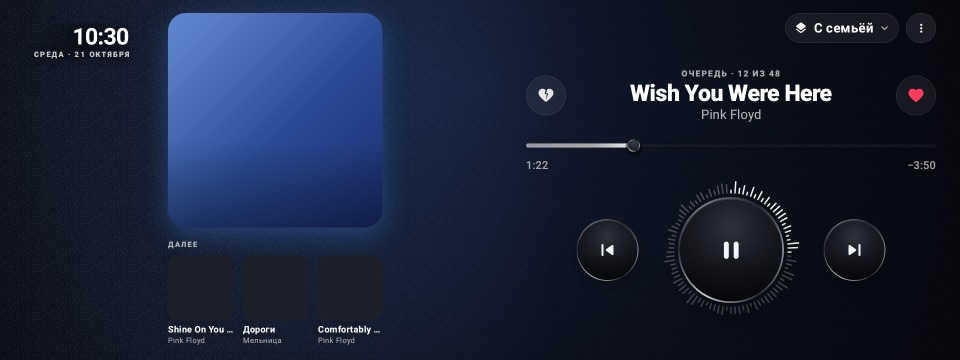 10:30
СРЕДА · 21 ОКТЯБРЯ
С семьёй
ОЧЕРЕДЬ · 12 ИЗ 48
Wish You Were Here
Pink Floyd
1:22
−3:50
ДАЛЕЕ
Shine On You ...
Pink Floyd
Дороги
Мельница
Comfortably ...
Pink Floyd